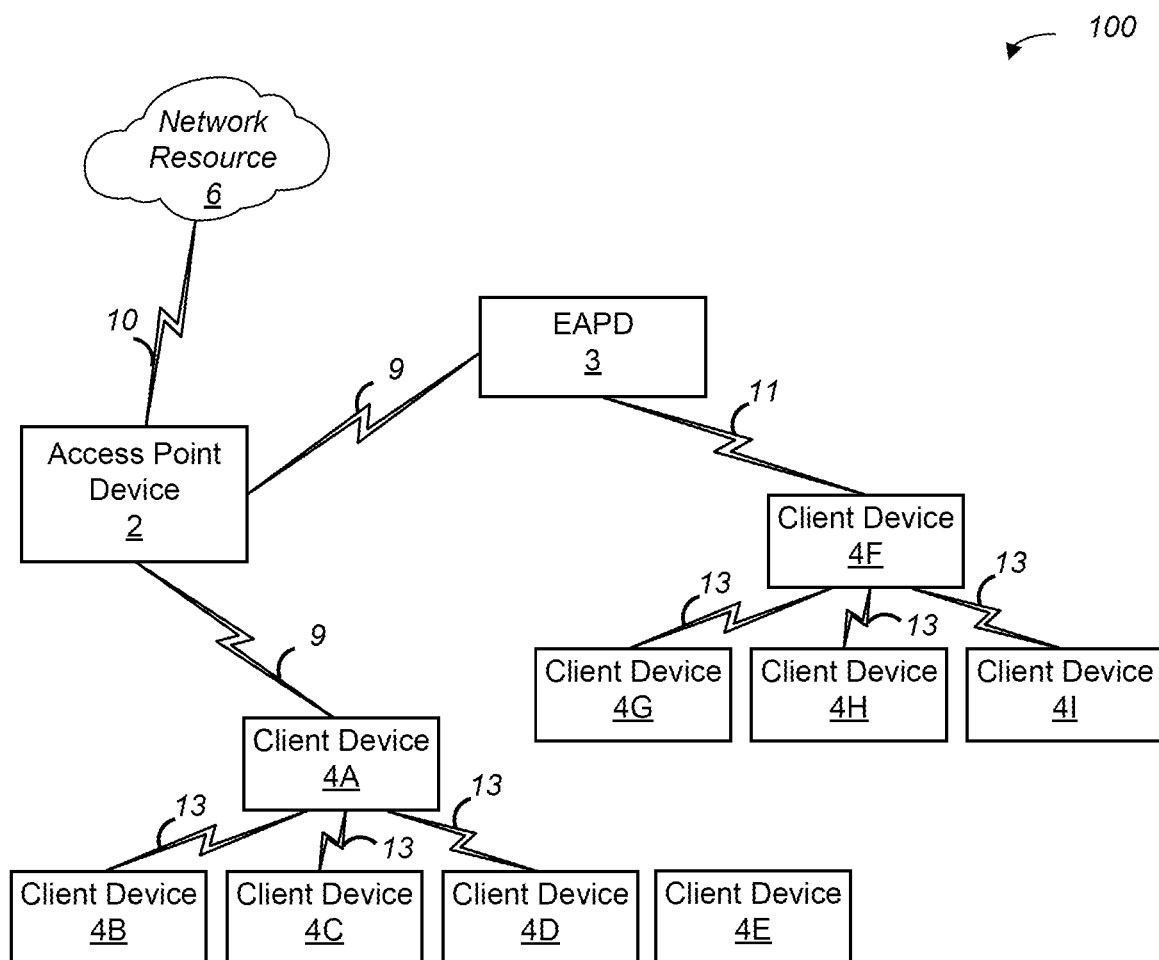 100
Network
Resource
6
10
EAPD
3
9
11
Access Point
Device
2
Client Device
4F
13
13
13
9
Client Device
4G
Client Device
4H
Client Device
4I
Client Device
4A
13
13
13
Client Device
4B
Client Device
4C
Client Device
4D
Client Device
4E